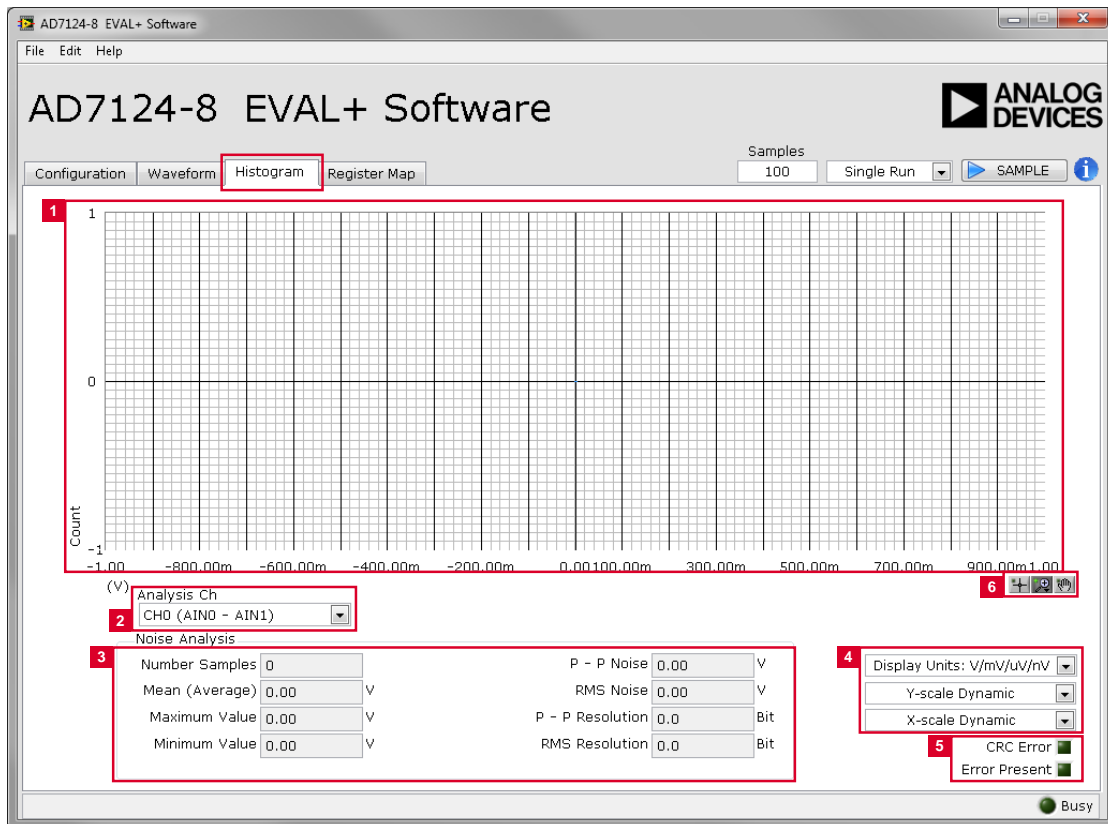 AD7124-8 EVAL+ Software
File Edit Help
AD7124-8 EVAL+ Software
ANALOG
DEVICES
Samples
Configuration Waveform Histogram Register Map 100 Single Run SAMPLE i
1
1
0
Count
-1
-1.00 -800.00m -600.00m -400.00m -200.00m 0.00 100.00m 300.00m 500.00m 700.00m 900.00m 1.00
(V)
6
Analysis Ch
2 CH0 (AIN0 - AIN1)
Noise Analysis
3
Number Samples 0 P - P Noise 0.00 V
Mean (Average) 0.00 V RMS Noise 0.00 V
Maximum Value 0.00 V P - P Resolution 0.0 Bit
Minimum Value 0.00 V RMS Resolution 0.0 Bit
4 Display Units: V/mV/uV/nV
Y-scale Dynamic
X-scale Dynamic
5 CRC Error
Error Present
Busy